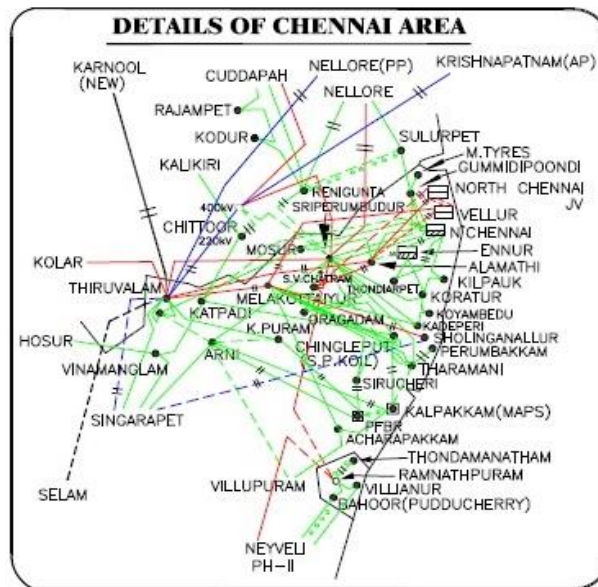 DETAILS OF CHENNAI AREA
KARNOOL
(NEW)
CUDDAPAH
NELLORE(PP)
KRISHNAPATNAM(AP)
NELLORE
RAJAMPET
KODUR
SULURPET
M.TYRES
GUMMIDIPOONDI
KALIKIRI
RENIGUNTA
NORTH CHENNAI
JV
SRIPERUMBUDUR
400kV
VELLUR
CHITTOOR
220kV
N'CHENNAI
MOSUR
ENNUR
KOLAR
ALAMATHI
THIRUVALAM
S.V.CHATRAM
THONDIARPET
KILPAUK
MELAKOTTAIYUR
KORATUR
KATPADI
ORAGADAM
KOYAMBEDU
KADEPERI
HOSUR
K.PURAM
SHOLINGANALLUR
ARNI
CHINGLEPUT
(S.P.KOIL)
PERUMBAKKAM
VINAMANGLAM
THARAMANI
SIRUCHERI
SINGARAPET
KALPAKKAM(MAPS)
PFBR
ACHARAPAKKAM
THONDAMANATHAM
RAMNATHPURAM
SELAM
VILLUPURAM
VILLIANUR
BAHOOR(PUDDUCHERRY)
NEYVELI
PH-II